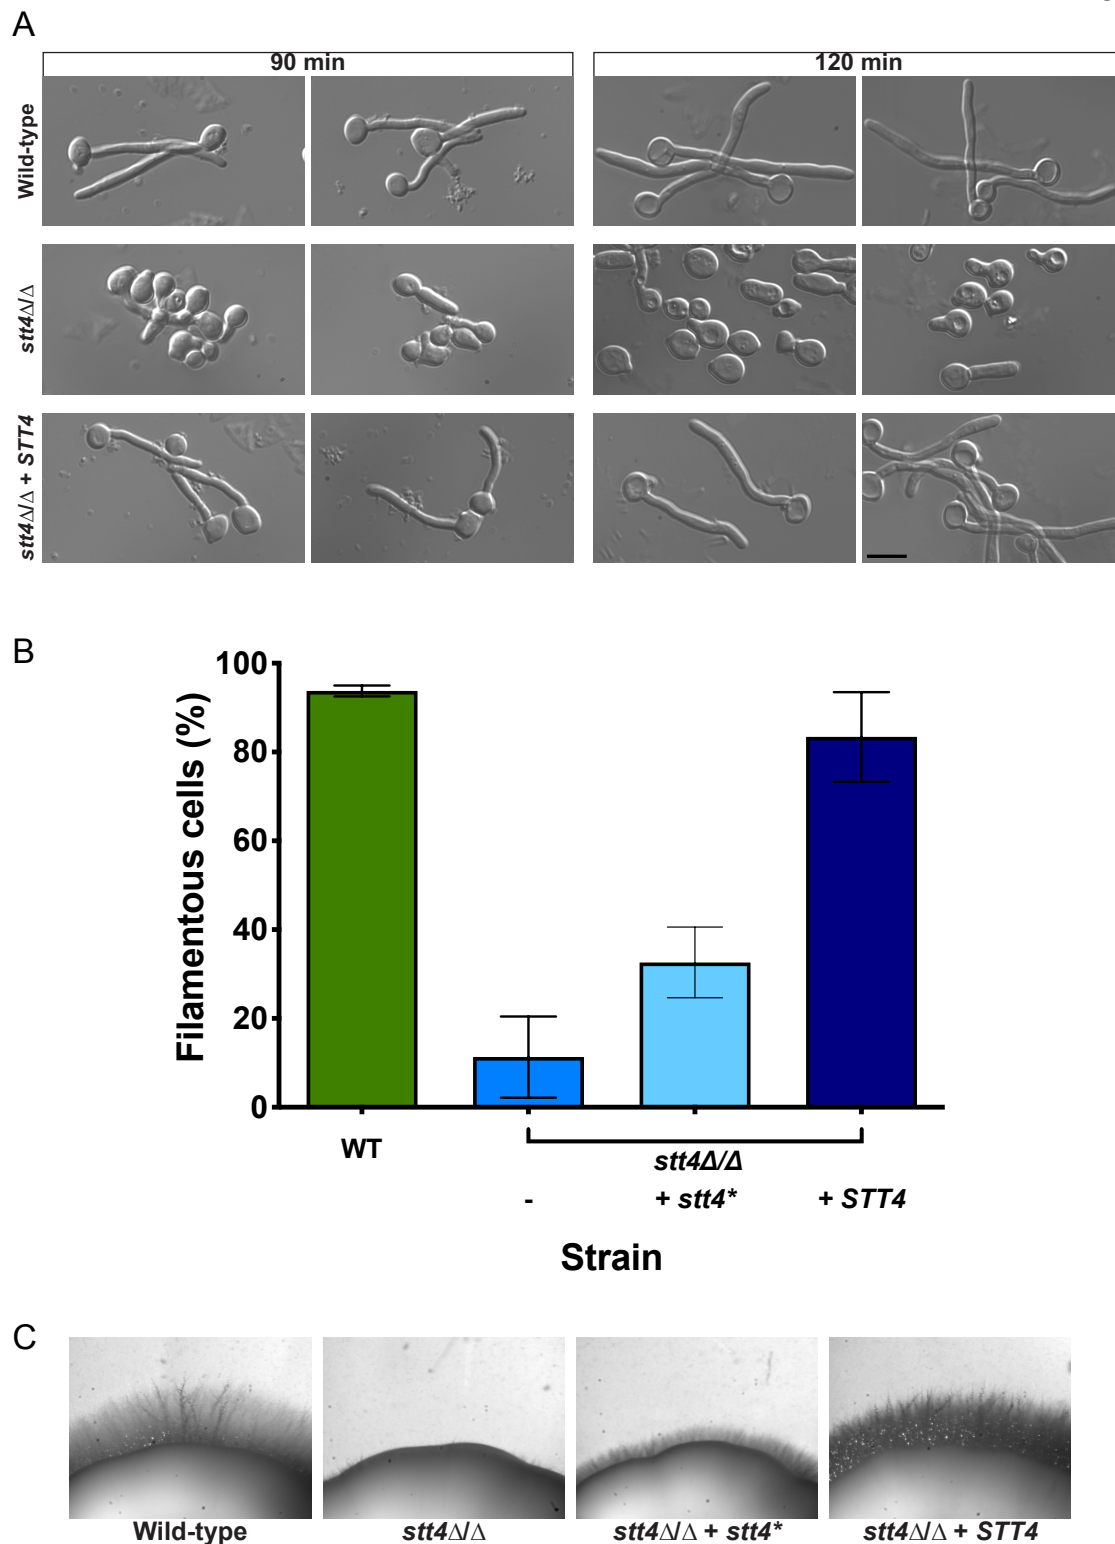 A
90 min
120 min
Wild-type
stt4Δ/Δ
stt4Δ/Δ + STT4
B
Filamentous cells (%)
100
80
60
40
20
0
WT
stt4Δ/Δ
- + stt4* + STT4
Strain
C
Wild-type stt4Δ/Δ stt4Δ/Δ + stt4* stt4Δ/Δ + STT4